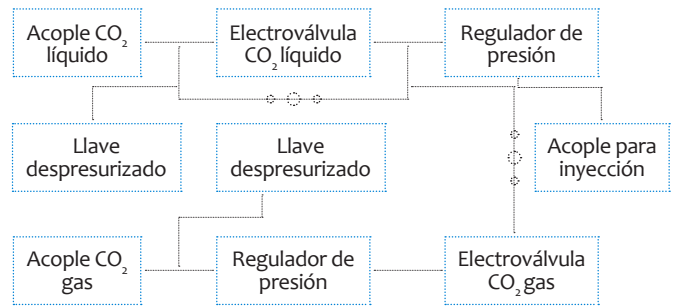 Acople CO₂
líquido
Electroválvula
CO₂ líquido
Regulador de
presión
Llave
despresurizado
Llave
despresurizado
Acople para
inyección
Acople CO₂
gas
Regulador de
presión
Electroválvula
CO₂ gas